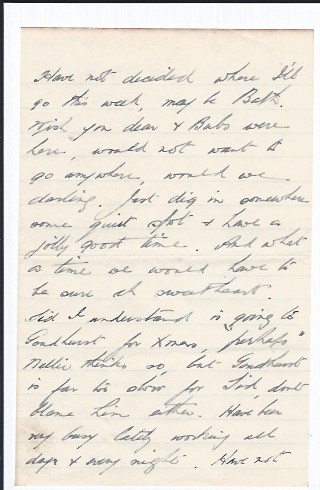 Have not decided where I'll
go this week, may be Bath.
Wish you dear & Babs were
here, would not want to
go anywhere, would we
darling. Just dig in somewhere
some quiet spot & have a
jolly good time. And what
a time we would have to
be sure eh sweetheart.
Did I understand is going to
Goudhurst for Xmas, "perhaps"
Nellie thinks so, but Goudhurst
is far too slow for Ted, dont
blame him either. Have been
very busy lately working all
day & every night. Have not